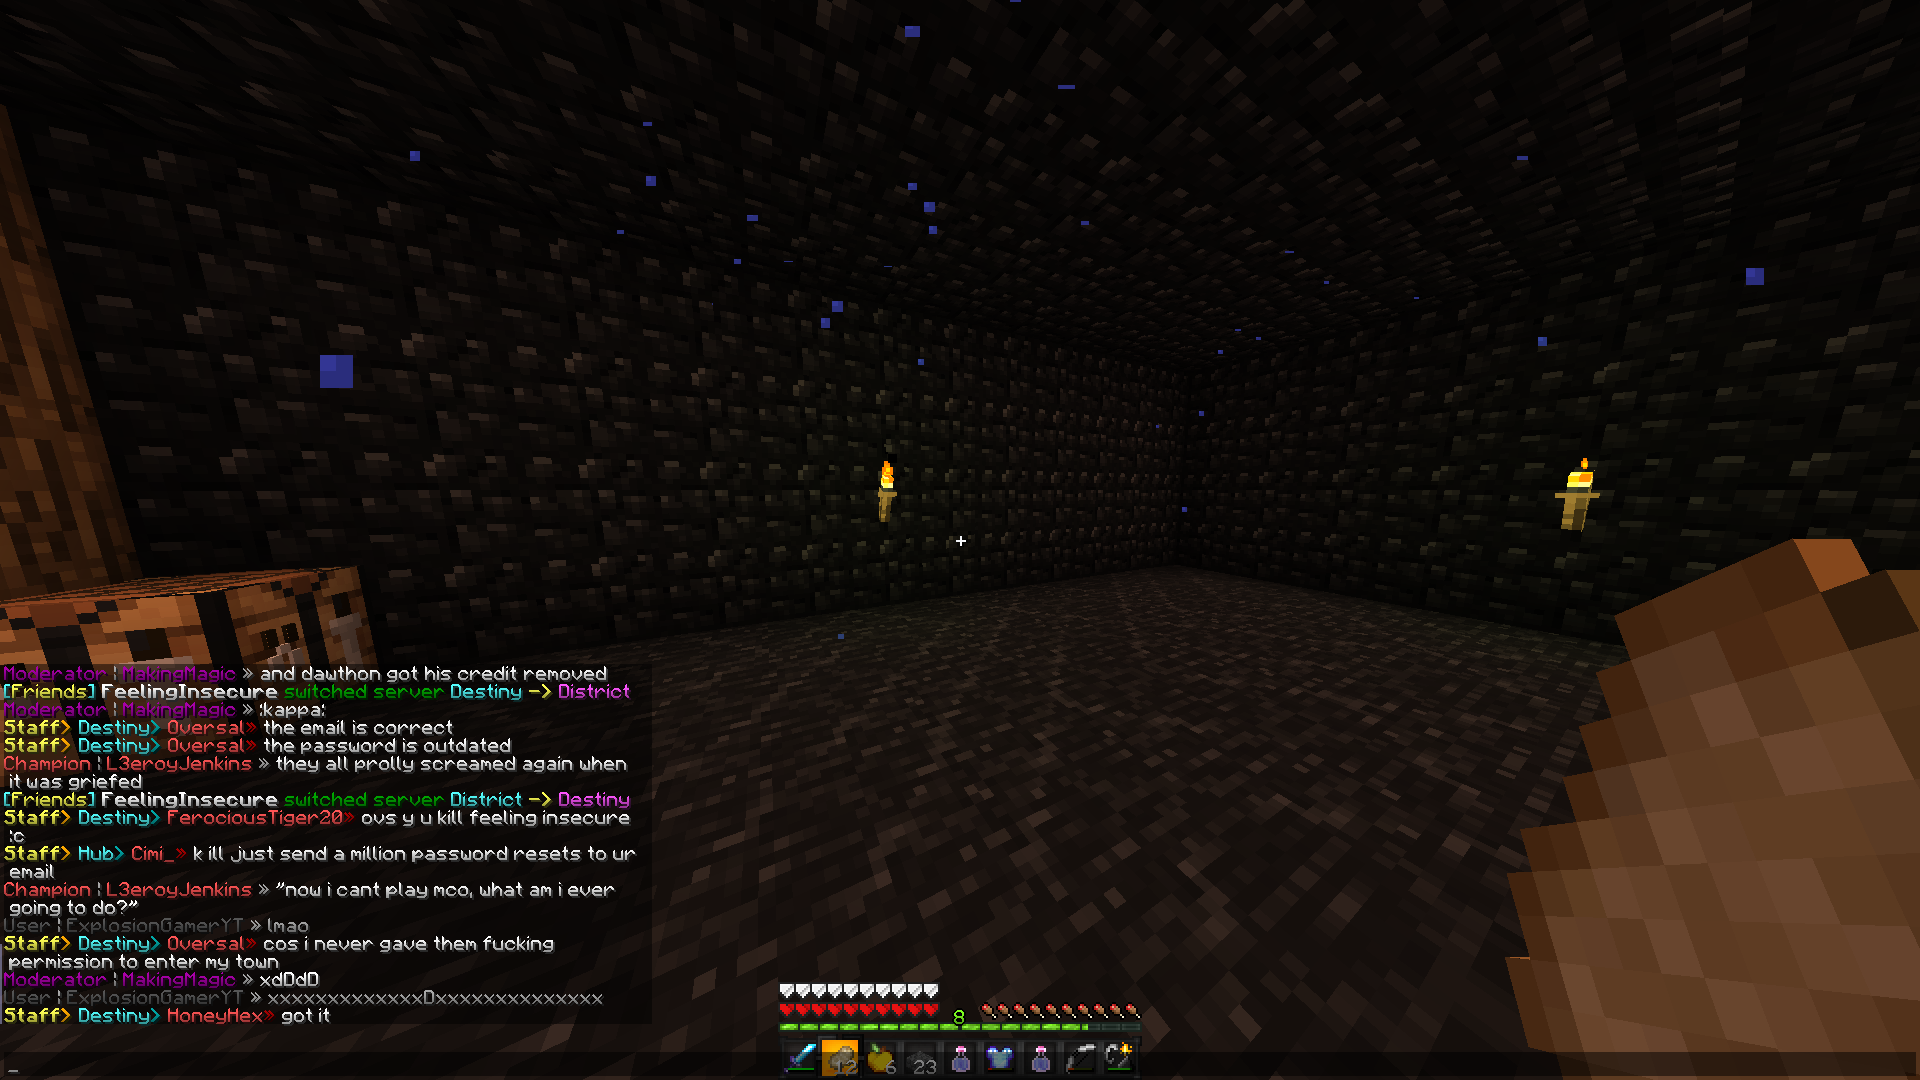 Moderator | MakingMagic » and dawthon got his credit removed
[Friends] FeelingInsecure switched server Destiny -> District
Moderator | MakingMagic » :kappa:
Staff> Destiny> Oversal» the email is correct
Staff> Destiny> Oversal» the password is outdated
Champion | L3eroyJenkins » they all prolly screamed again when
it was griefed
[Friends] FeelingInsecure switched server District -> Destiny
Staff> Destiny> FerociousTiger20» ovs y u kill feeling insecure
:c
Staff> Hub> Cimi_» k ill just send a million password resets to ur
email
Champion | L3eroyJenkins » "now i cant play mco, what am i ever
going to do?"
User | ExplosionGamerYT » lmao
Staff> Destiny> Oversal» cos i never gave them fucking
permission to enter my town
Moderator | MakingMagic » xdDdD
User | ExplosionGamerYT » xxxxxxxxxxxxxDxxxxxxxxxxxxxx
Staff> Destiny> HoneyHex» got it
8
12 6 23
_